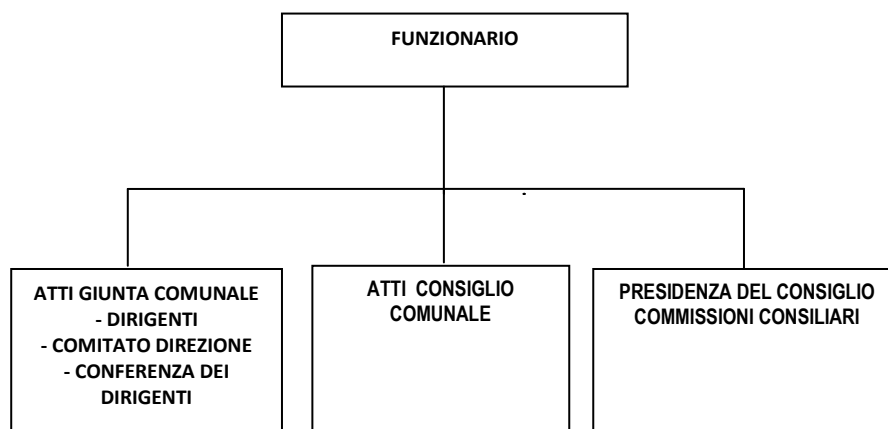 FUNZIONARIO
ATTI GIUNTA COMUNALE
- DIRIGENTI
- COMITATO DIREZIONE
- CONFERENZA DEI
DIRIGENTI
ATTI CONSIGLIO
COMUNALE
PRESIDENZA DEL CONSIGLIO
COMMISSIONI CONSILIARI